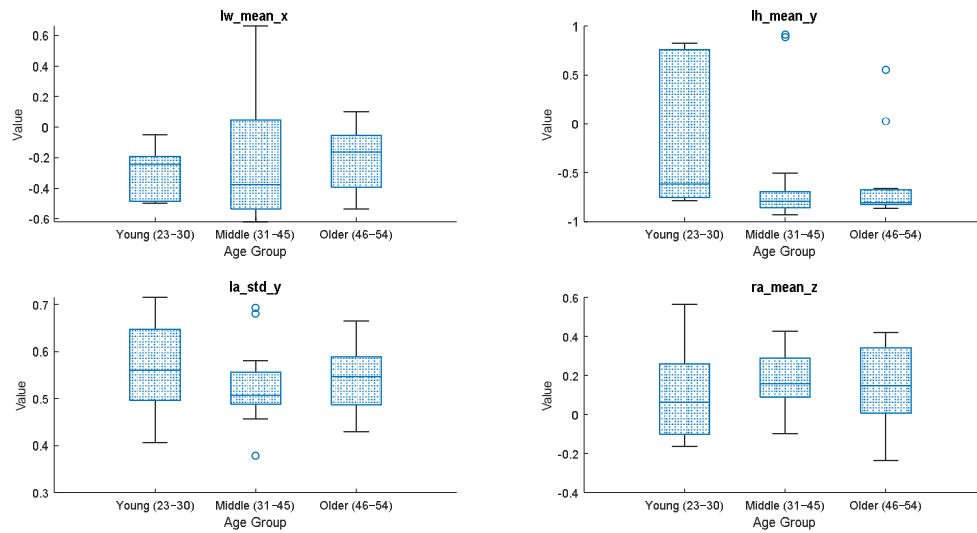 lw_mean_x
0.6
0.6
0.2
0
-0.2
-0.4
-0.6
Value
Young (23-30)
Middle (31-45)
Older (46-54)
Age Group
lh_mean_y
1
0.5
0
-0.5
-1
Value
Young (23-30)
Middle (31-45)
Older (46-54)
Age Group
la_std_y
0.7
0.6
0.5
0.4
0.3
Value
Young (23-30)
Middle (31-45)
Older (46-54)
Age Group
ra_mean_z
0.6
0.4
0.2
0
-0.2
-0.4
Value
Young (23-30)
Middle (31-45)
Older (46-54)
Age Group